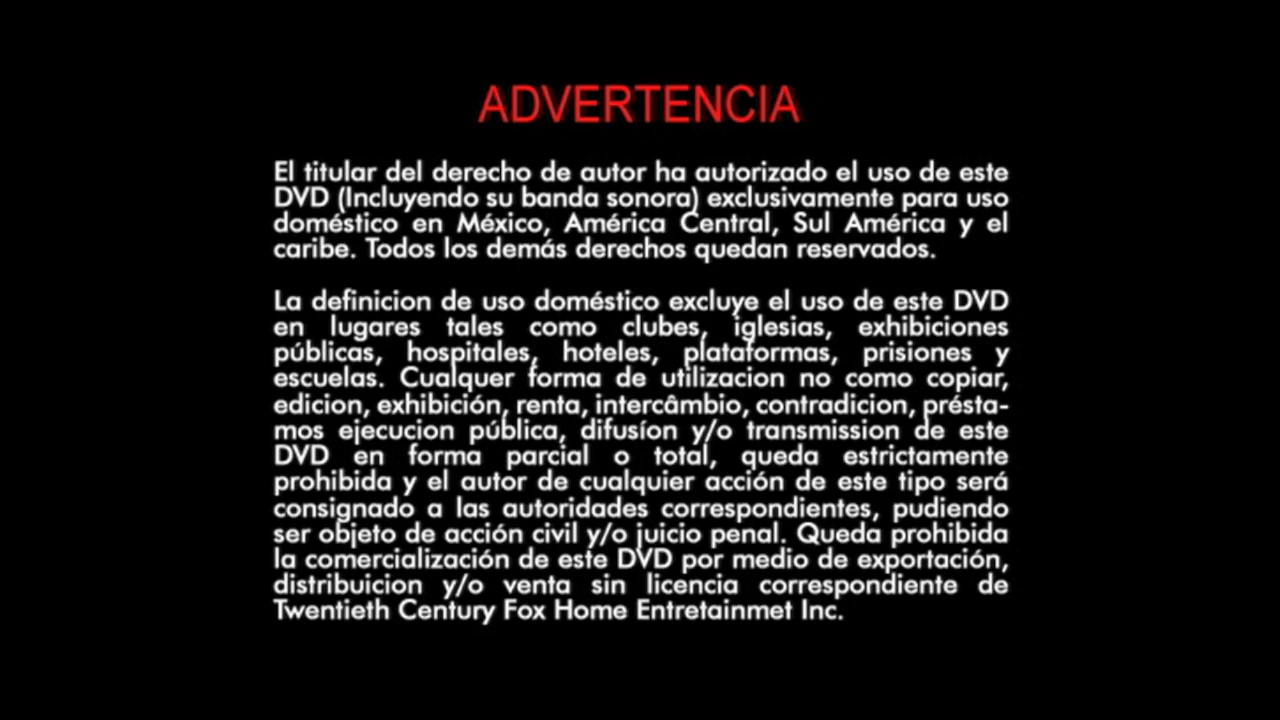 ADVERTENCIA
El titular del derecho de autor ha autorizado el uso de este
DVD (Incluyendo su banda sonora) exclusivamente para uso
doméstico en México, América Central, Sul América y el
caribe. Todos los demás derechos quedan reservados.
La definicion de uso doméstico excluye el uso de este DVD
en lugares tales como clubes, iglesias, exhibiciones
públicas, hospitales, hoteles, plataformas, prisiones y
escuelas. Cualquer forma de utilizacion no como copiar,
edicion, exhibición, renta, intercâmbio, contradicion, présta-
mos ejecucion pública, difusíon y/o transmission de este
DVD en forma parcial o total, queda estrictamente
prohibida y el autor de cualquier acción de este tipo será
consignado a las autoridades correspondientes, pudiendo
ser objeto de acción civil y/o juicio penal. Queda prohibida
la comercialización de este DVD por medio de exportación,
distribuicion y/o venta sin licencia correspondiente de
Twentieth Century Fox Home Entretainmet Inc.